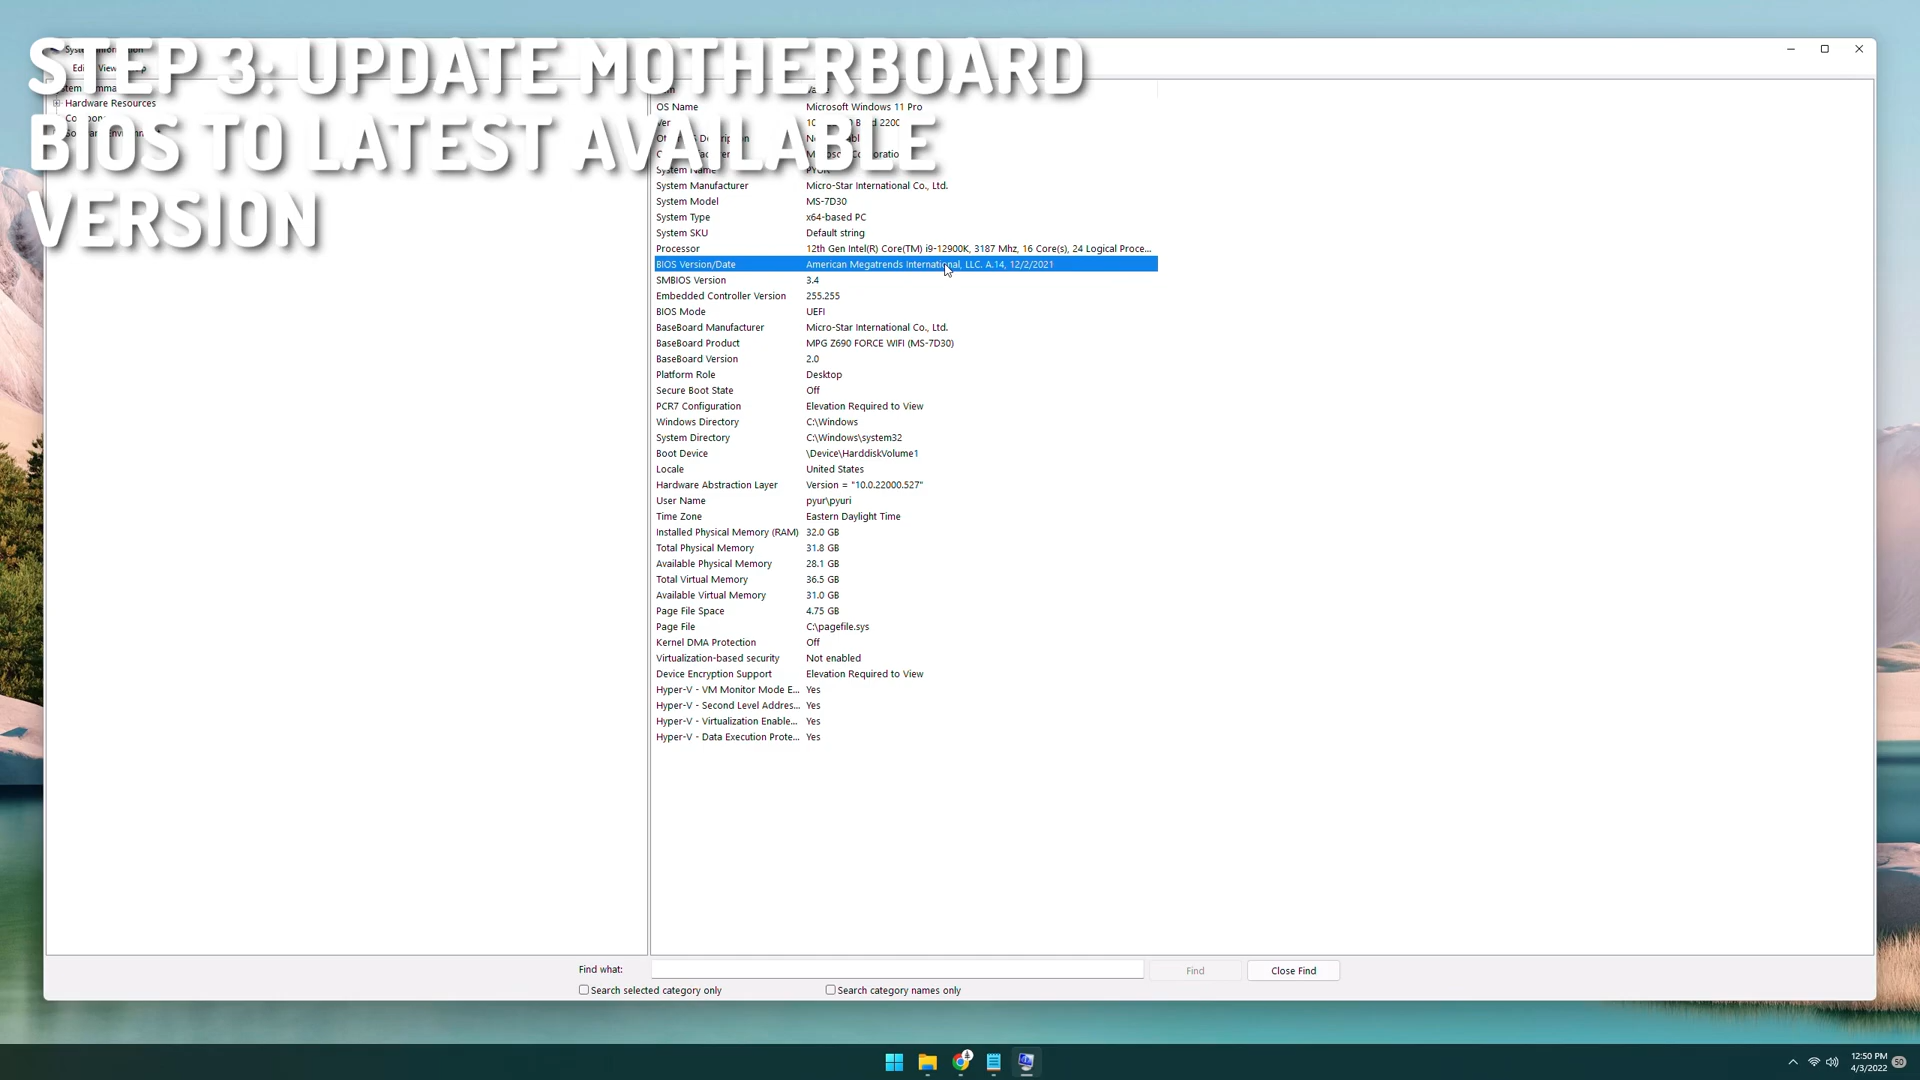 STEP 3: UPDATE MOTHERBOARD
BIOS TO LATEST AVAILABLE
VERSION
Hardware Resources
OS Name Microsoft Windows 11 Pro
System Name
System Manufacturer Micro-Star International Co., Ltd.
System Model MS-7D30
System Type x64-based PC
System SKU Default string
Processor 12th Gen Intel(R) Core(TM) i9-12900K, 3187 Mhz, 16 Core(s), 24 Logical Proce...
BIOS Version/Date American Megatrends International, LLC. A.14, 12/2/2021
SMBIOS Version 3.4
Embedded Controller Version 255.255
BIOS Mode UEFI
BaseBoard Manufacturer Micro-Star International Co., Ltd.
BaseBoard Product MPG Z690 FORCE WIFI (MS-7D30)
BaseBoard Version 2.0
Platform Role Desktop
Secure Boot State Off
PCR7 Configuration Elevation Required to View
Windows Directory C:\Windows
System Directory C:\Windows\system32
Boot Device \Device\HarddiskVolume1
Locale United States
Hardware Abstraction Layer Version = "10.0.22000.527"
User Name pyur\pyuri
Time Zone Eastern Daylight Time
Installed Physical Memory (RAM) 32.0 GB
Total Physical Memory 31.8 GB
Available Physical Memory 28.1 GB
Total Virtual Memory 36.5 GB
Available Virtual Memory 31.0 GB
Page File Space 4.75 GB
Page File C:\pagefile.sys
Kernel DMA Protection Off
Virtualization-based security Not enabled
Device Encryption Support Elevation Required to View
Hyper-V - VM Monitor Mode E... Yes
Hyper-V - Second Level Addres... Yes
Hyper-V - Virtualization Enable... Yes
Hyper-V - Data Execution Prote... Yes
Find what: Find Close Find
Search selected category only Search category names only
12:50 PM
4/3/2022
50